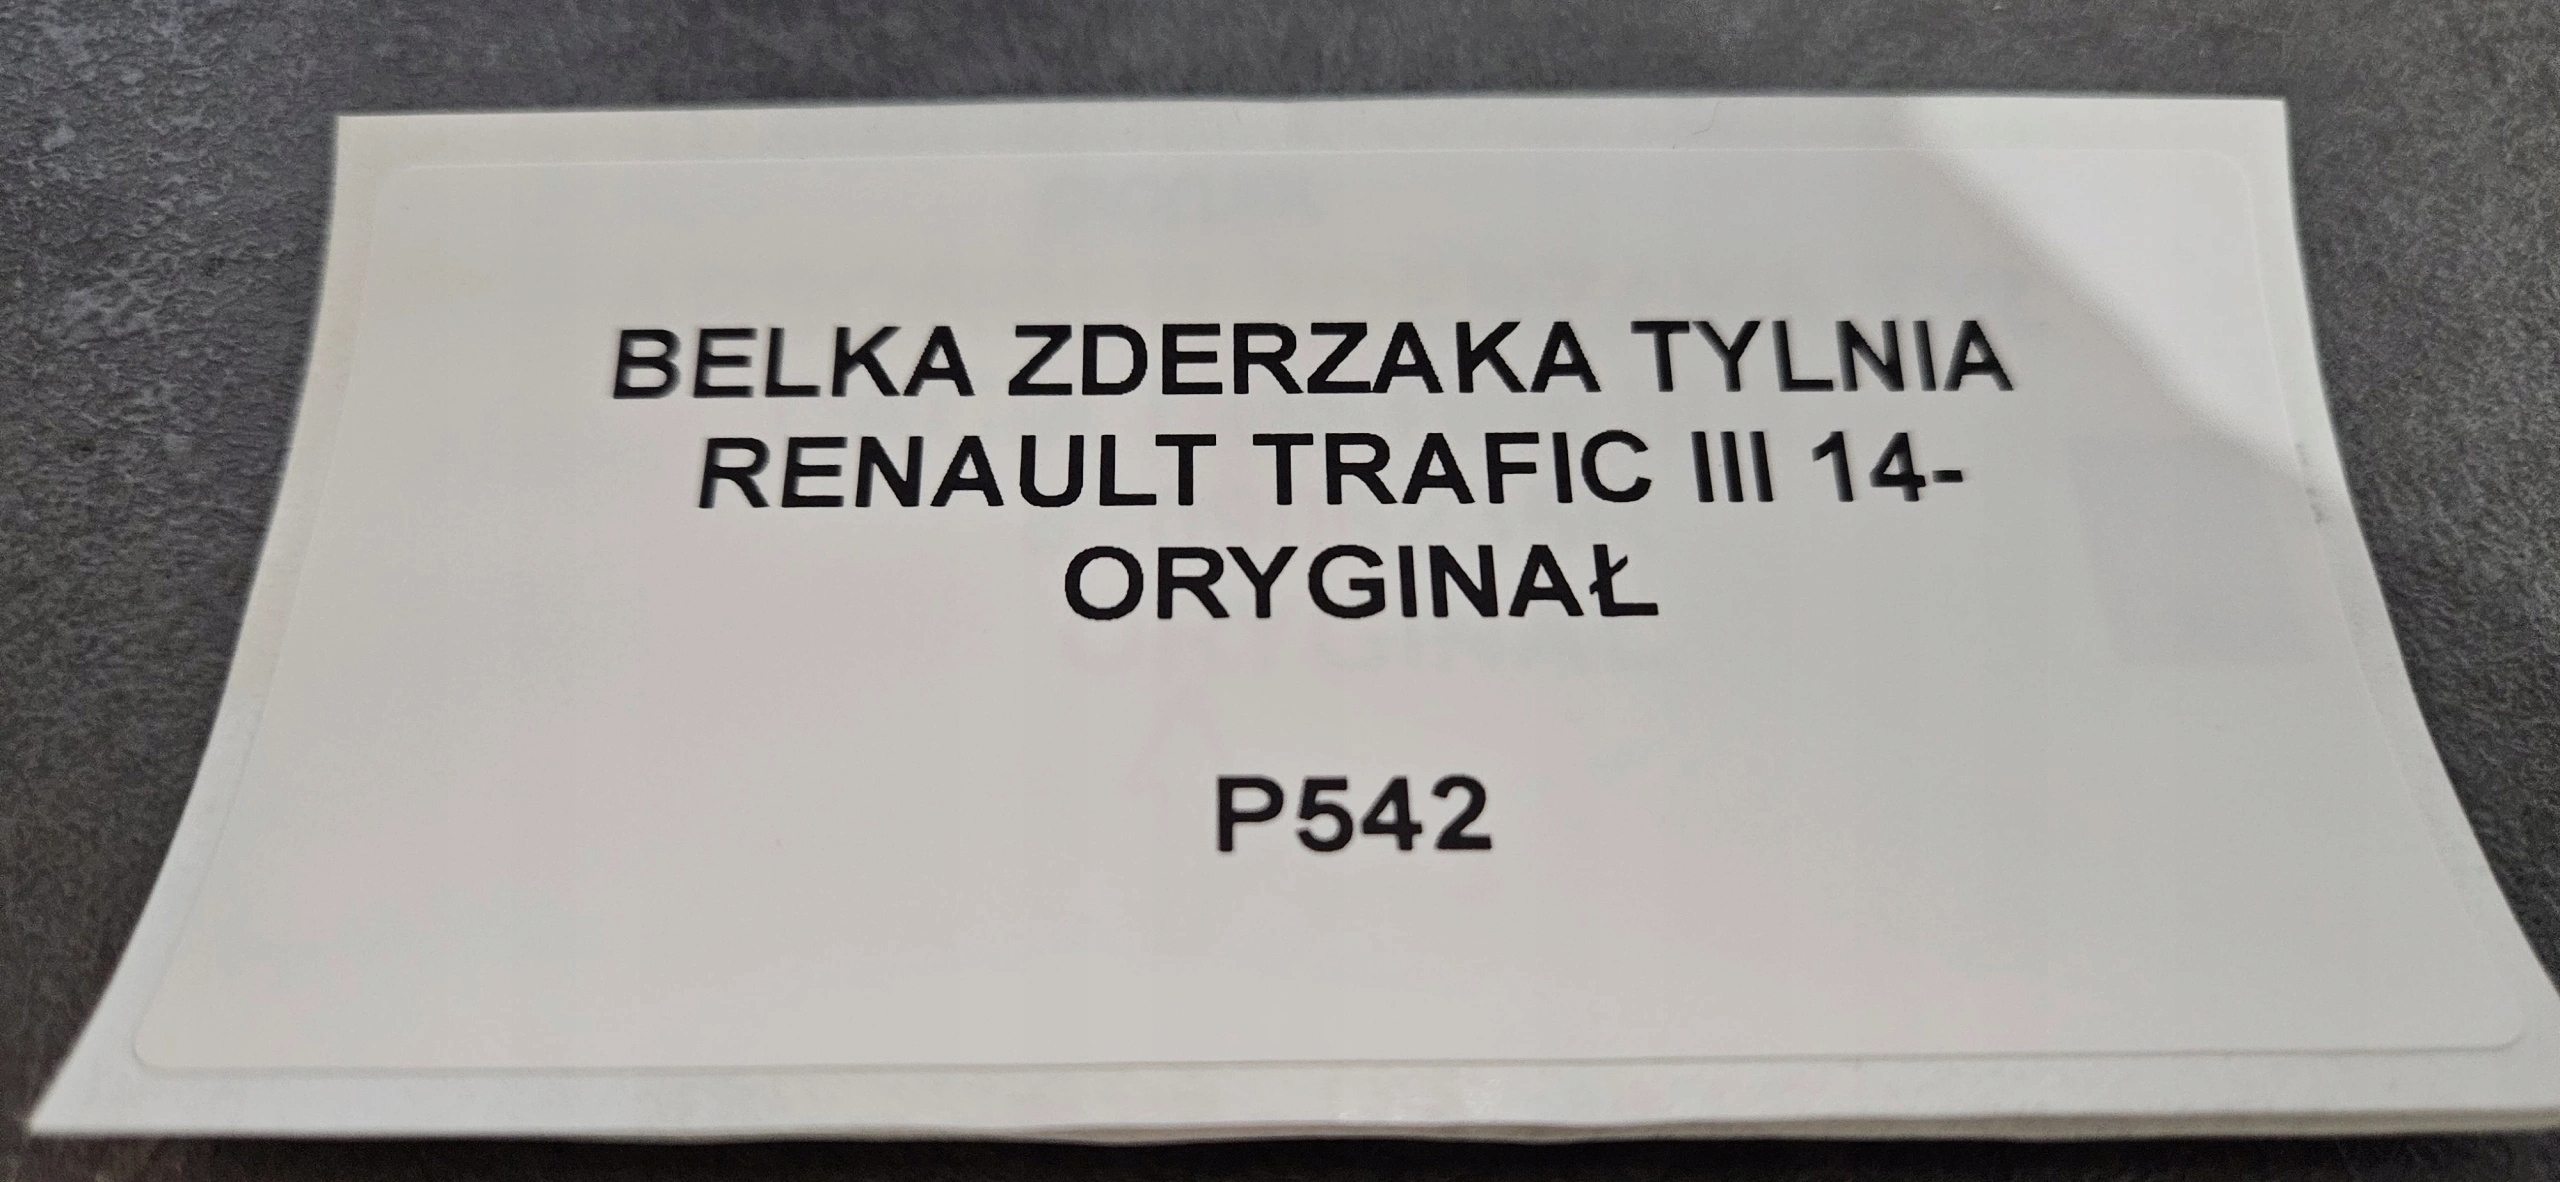 BELKA ZDERZAKA TYLNIA
RENAULT TRAFIC III 14-
ORYGINAŁ
P542